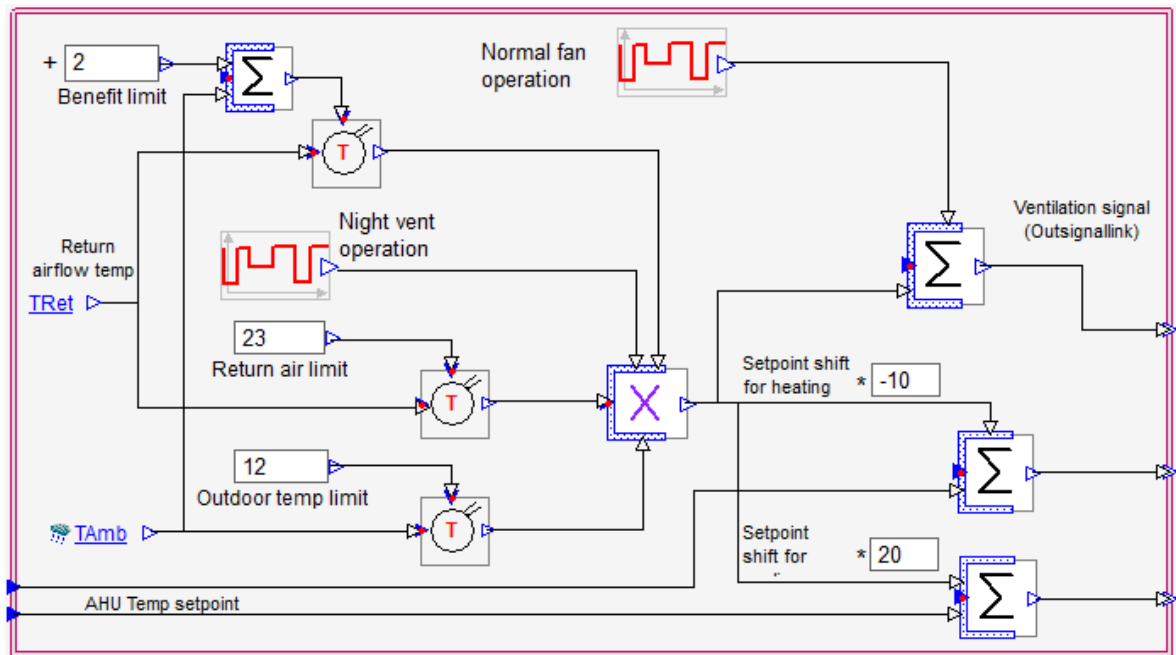 + 2
Benefit limit
Σ
Normal fan
operation
T
Night vent
operation
Ventilation signal
(Outsignallink)
Σ
Return
airflow temp
TRet
23
Return air limit
T
X
Setpoint shift
for heating * -10
12
Outdoor temp limit
Σ
TAmb
T
Setpoint
shift for * 20
AHU Temp setpoint
Σ